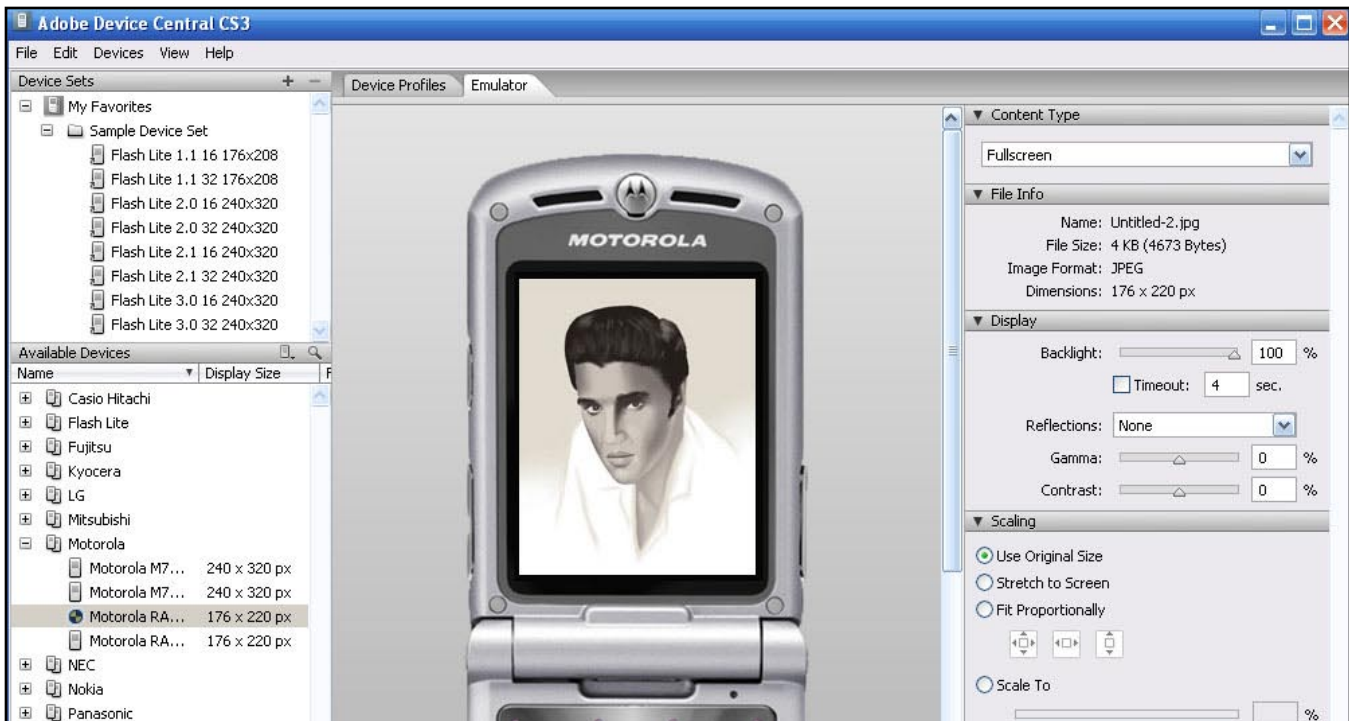 Adobe Device Central CS3
File Edit Devices View Help
Device Sets
My Favorites
Sample Device Set
Flash Lite 1.1 16 176x208
Flash Lite 1.1 32 176x208
Flash Lite 2.0 16 240x320
Flash Lite 2.0 32 240x320
Flash Lite 2.1 16 240x320
Flash Lite 2.1 32 240x320
Flash Lite 3.0 16 240x320
Flash Lite 3.0 32 240x320
Available Devices
Name Display Size F
Casio Hitachi
Flash Lite
Fujitsu
Kyocera
LG
Mitsubishi
Motorola
Motorola M7... 240 x 320 px
Motorola M7... 240 x 320 px
Motorola RA... 176 x 220 px
Motorola RA... 176 x 220 px
NEC
Nokia
Panasonic
Device Profiles Emulator
MOTOROLA
Content Type
Fullscreen
File Info
Name: Untitled-2.jpg
File Size: 4 KB (4673 Bytes)
Image Format: JPEG
Dimensions: 176 x 220 px
Display
Backlight: 100 %
Timeout: 4 sec.
Reflections: None
Gamma: 0 %
Contrast: 0 %
Scaling
Use Original Size
Stretch to Screen
Fit Proportionally
Scale To
%